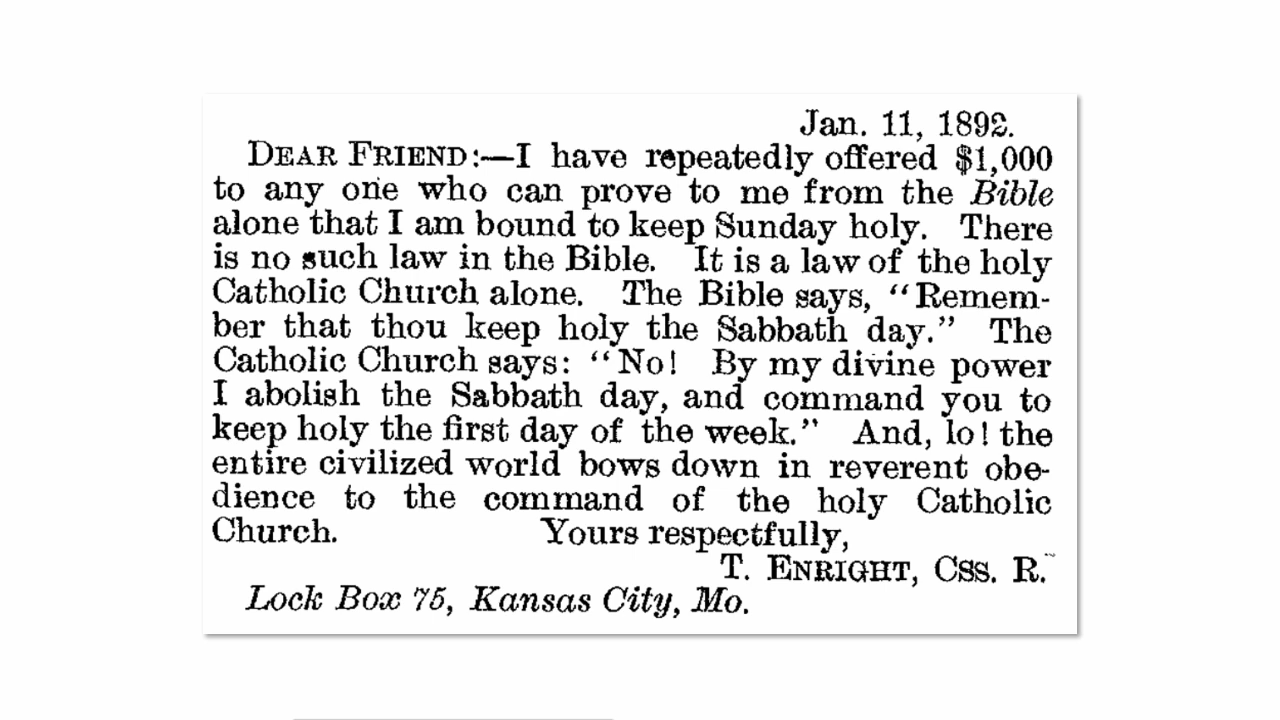 Jan. 11, 1892.
DEAR FRIEND:—I have repeatedly offered $1,000
to any one who can prove to me from the Bible
alone that I am bound to keep Sunday holy. There
is no such law in the Bible. It is a law of the holy
Catholic Church alone. The Bible says, "Remem-
ber that thou keep holy the Sabbath day." The
Catholic Church says: "No! By my divine power
I abolish the Sabbath day, and command you to
keep holy the first day of the week." And, lo! the
entire civilized world bows down in reverent obe-
dience to the command of the holy Catholic
Church. Yours respectfully,
T. ENRIGHT, CSS. R.
Lock Box 75, Kansas City, Mo.